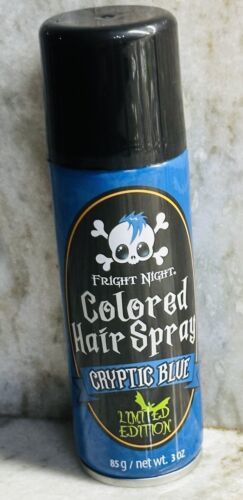 FRIGHT NIGHT.
Colored
Hair Spray
CRYPTIC BLUE
LIMITED
EDITION
85 g / net wt. 3 oz